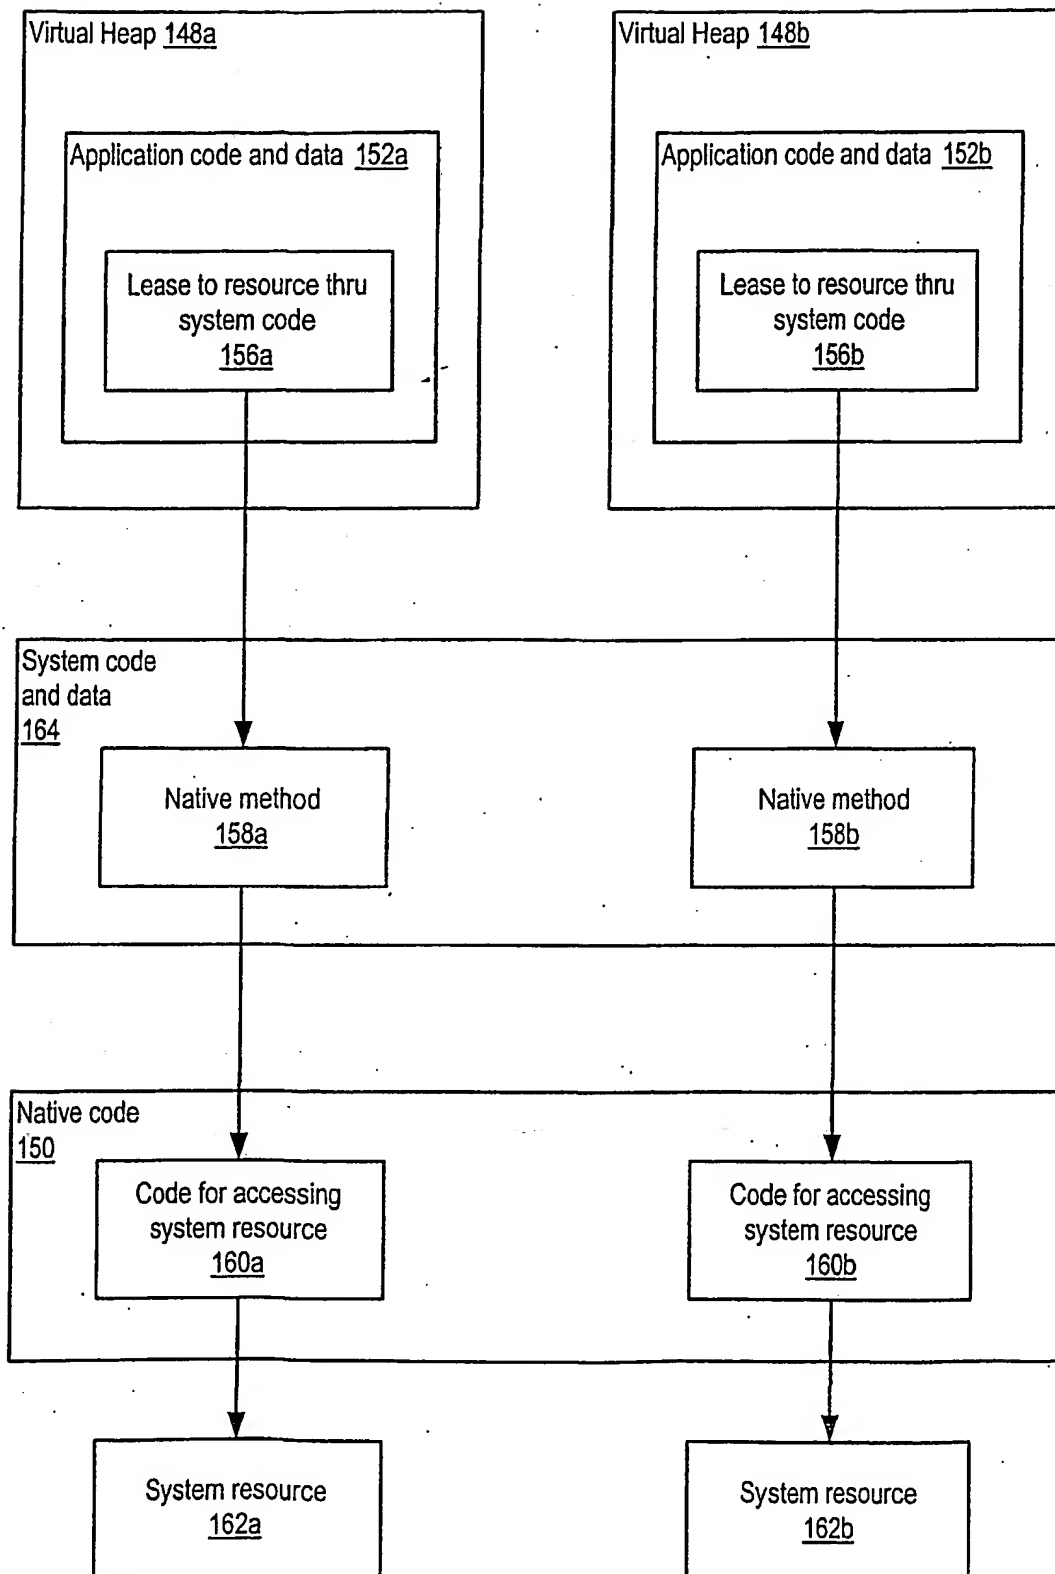 Virtual Heap 148a
Application code and data 152a
Lease to resource thru
system code
156a
Virtual Heap 148b
Application code and data 152b
Lease to resource thru
system code
156b
System code
and data
164
Native method
158a
Native method
158b
Native code
150
Code for accessing
system resource
160a
Code for accessing
system resource
160b
System resource
162a
System resource
162b